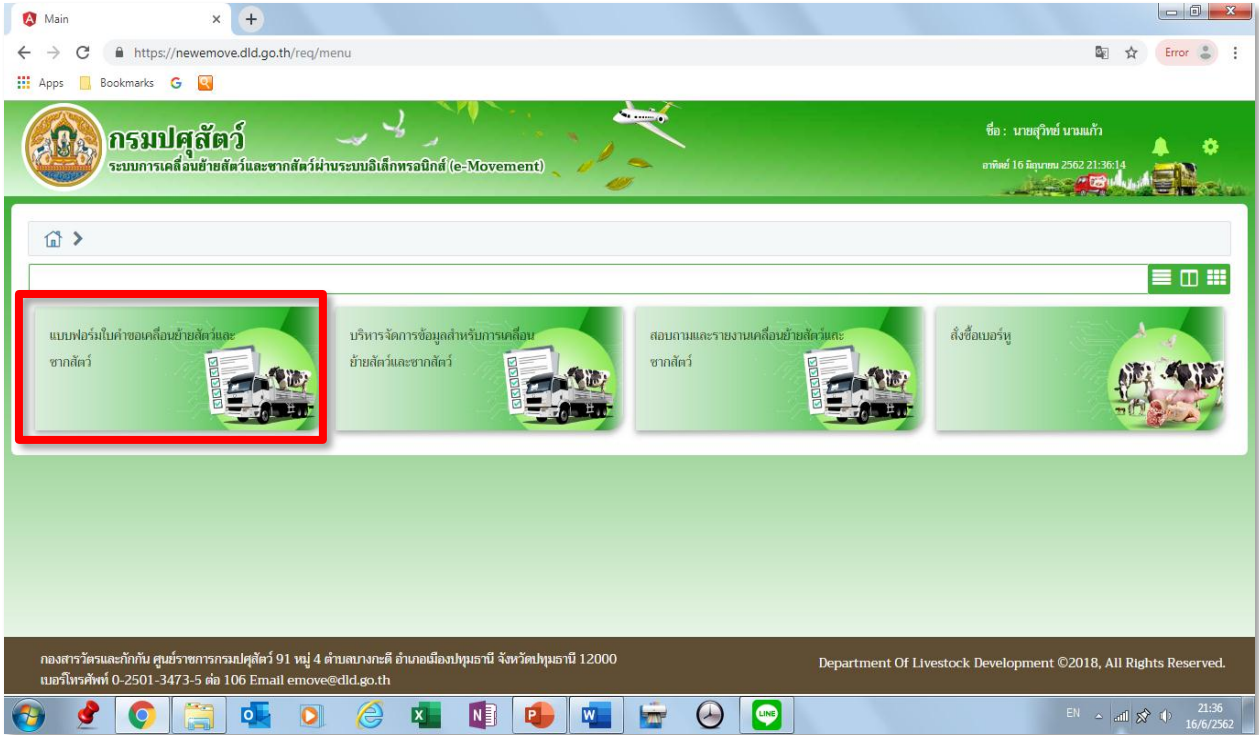 Main
https://newemove.dld.go.th/req/menu
Error
Apps
Bookmarks
กรมปศุสัตว์
ระบบการเคลื่อนย้ายสัตว์และซากสัตว์ผ่านระบบอิเล็กทรอนิกส์ (e-Movement)
ชื่อ : นายสุวิทย์ นามแก้ว
อาทิตย์ 16 มิถุนายน 2562 21:36:14
แบบฟอร์มใบคำขอเคลื่อนย้ายสัตว์และ
ซากสัตว์
บริหารจัดการข้อมูลสำหรับการเคลื่อน
ย้ายสัตว์และซากสัตว์
สอบถามและรายงานเคลื่อนย้ายสัตว์และ
ซากสัตว์
สั่งซื้อเบอร์หู
กองสารวัตรและกักกัน ศูนย์ราชการกรมปศุสัตว์ 91 หมู่ 4 ตำบลบางกะดี อำเภอเมืองปทุมธานี จังหวัดปทุมธานี 12000
เบอร์โทรศัพท์ 0-2501-3473-5 ต่อ 106 Email emove@dld.go.th
Department Of Livestock Development ©2018, All Rights Reserved.
LINE
EN
21:36
16/6/2562